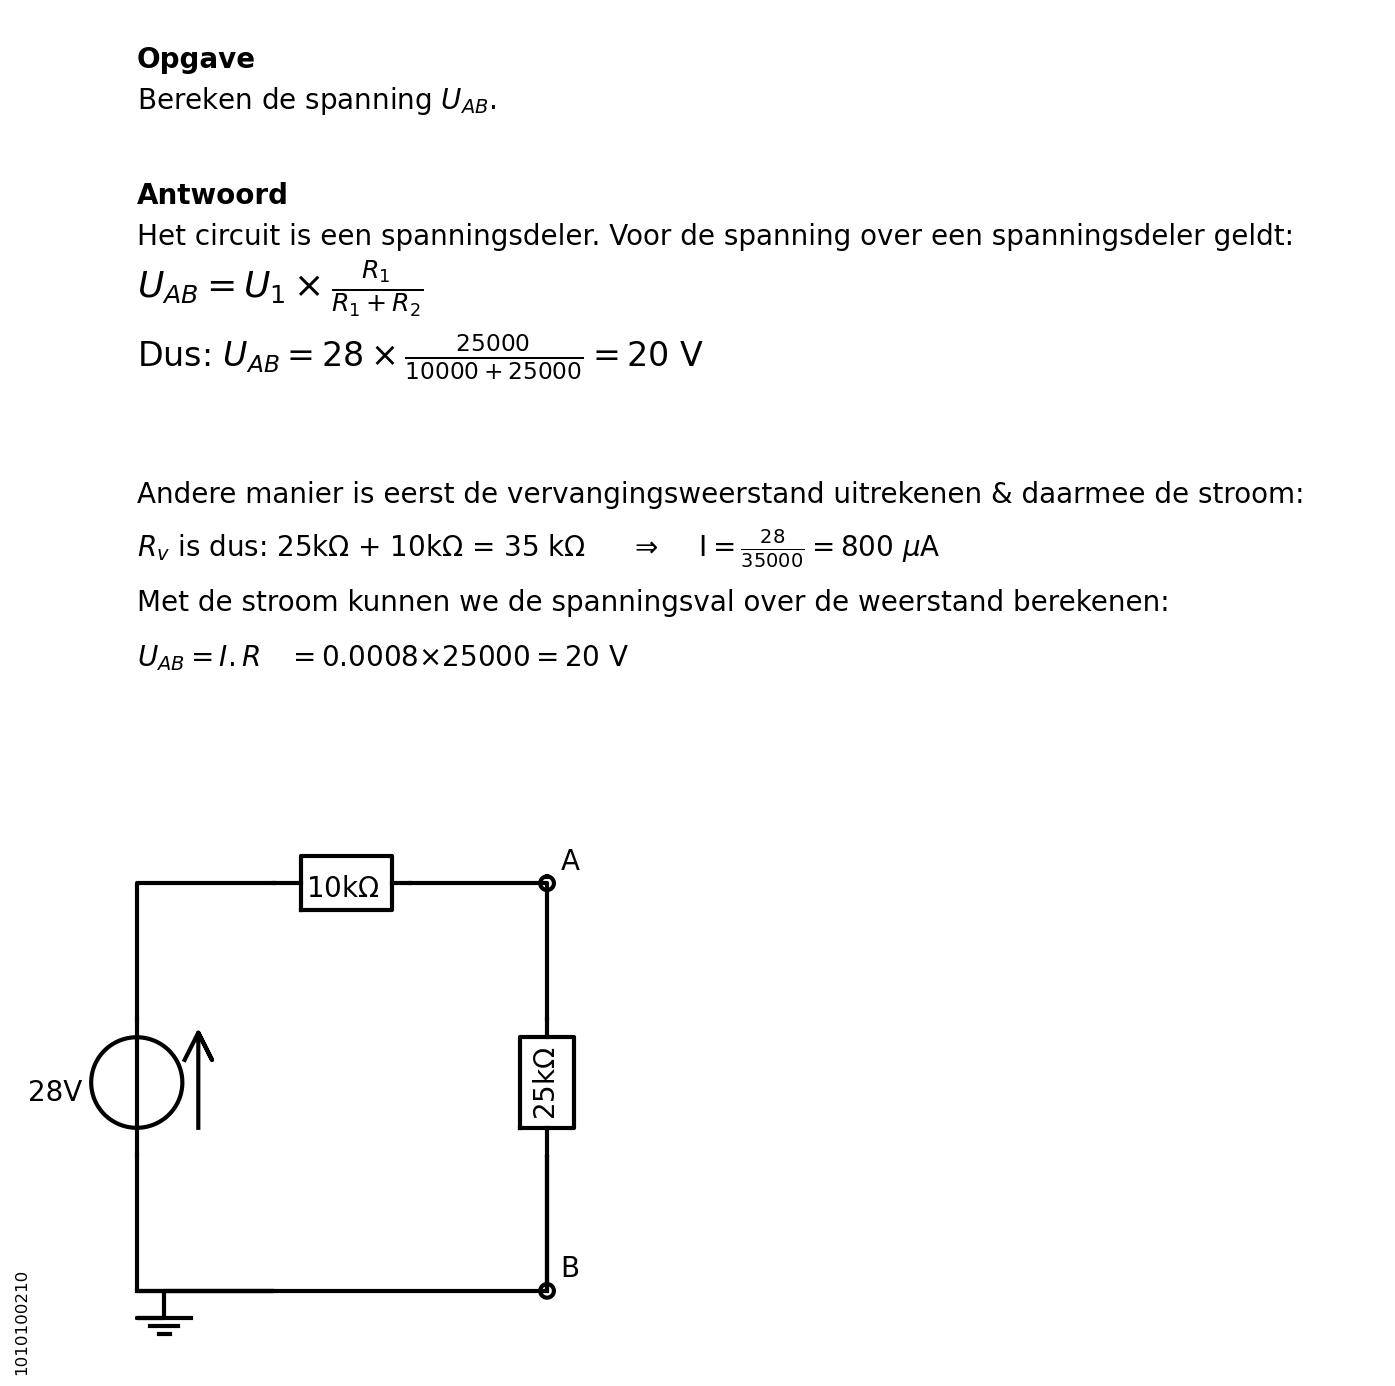 Opgave
Bereken de spanning $U_{AB}$.
Antwoord
Het circuit is een spanningsdeler. Voor de spanning over een spanningsdeler geldt:
$U_{AB} = U_1 \times \frac{R_1}{R_1 + R_2}$
Dus: $U_{AB} = 28 \times \frac{25000}{10000 + 25000} = 20$ V
Andere manier is eerst de vervangingsweerstand uitrekenen & daarmee de stroom:
$R_v$ is dus: 25kΩ + 10kΩ = 35 kΩ ⇒ I = $\frac{28}{35000}$ = 800 μA
Met de stroom kunnen we de spanningsval over de weerstand berekenen:
$U_{AB} = I.R$ = 0.0008×25000 = 20 V
A
10kΩ
28V
25kΩ
B
1010100210